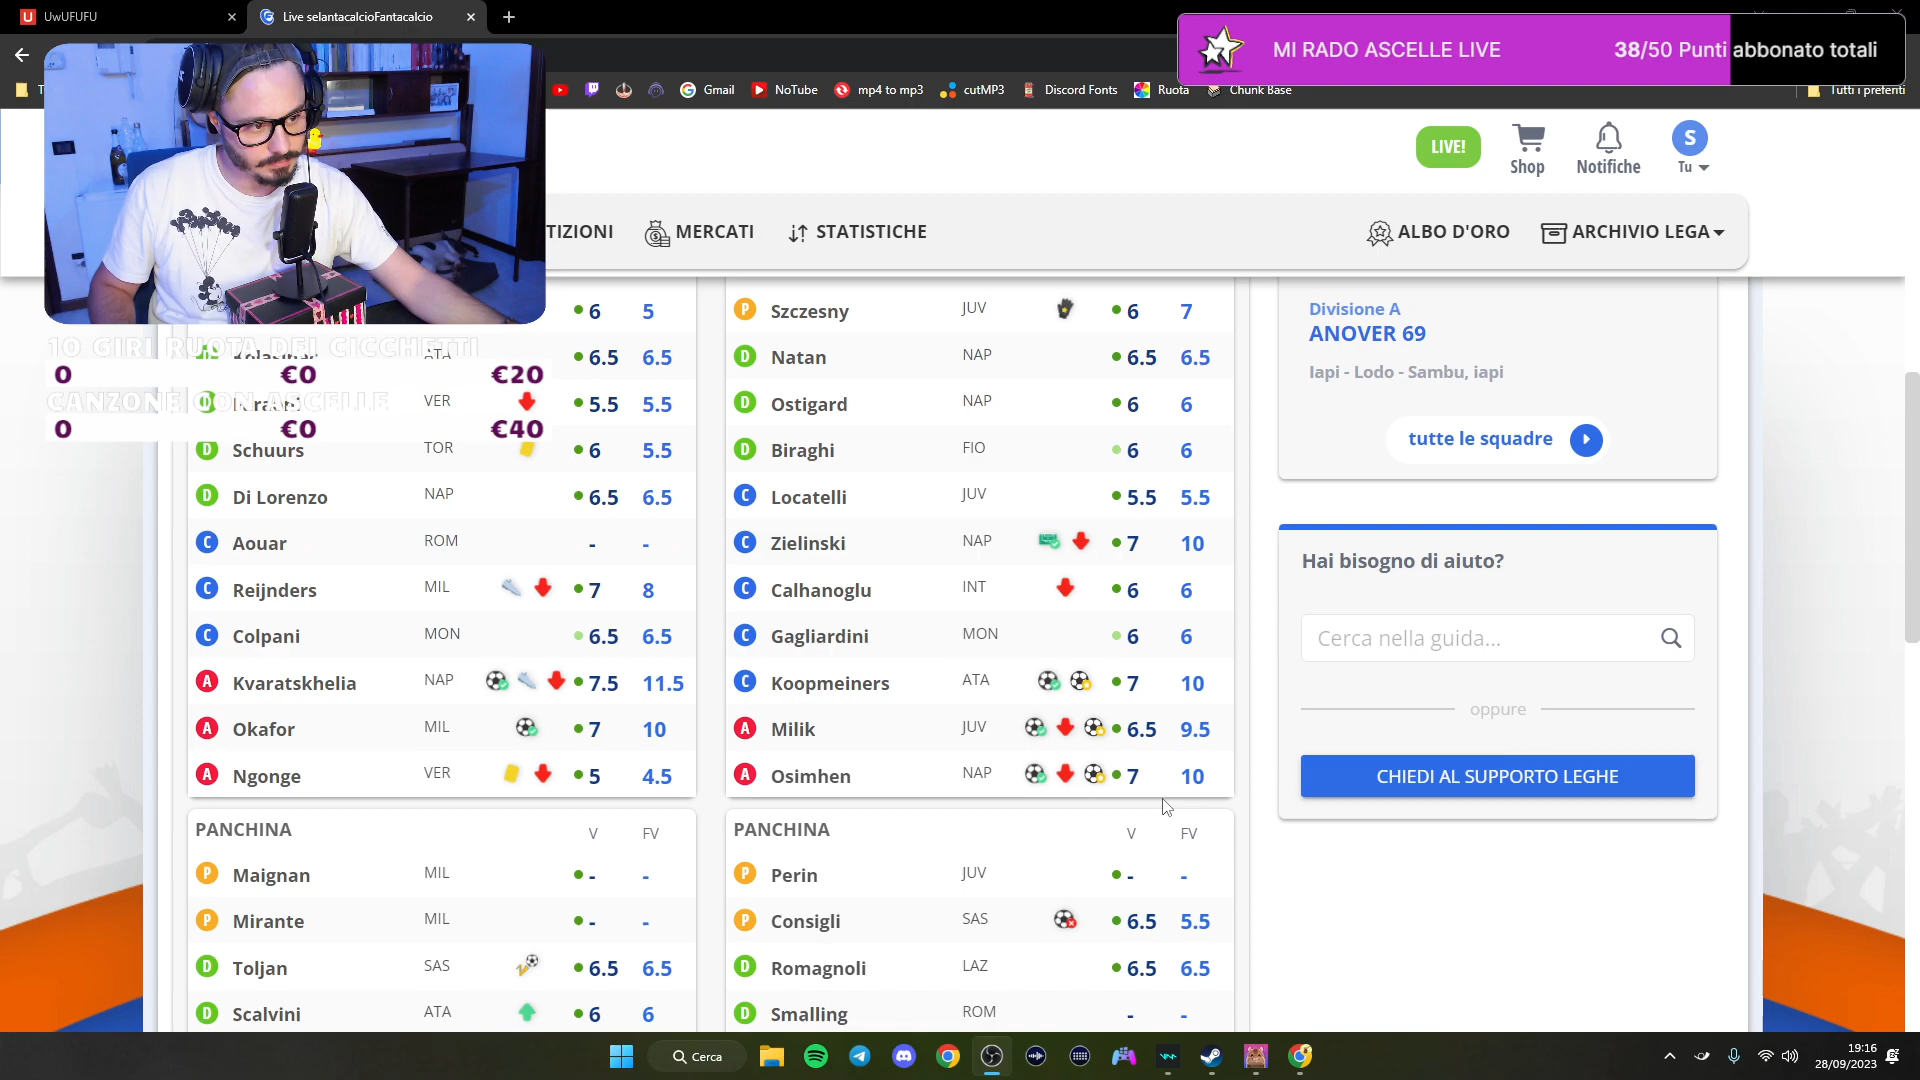 UwUFUFU
Live selantacalcioFantacalcio
MI RADO ASCELLE LIVE
38/50 Punti abbonato totali
Gmail
NoTube
mp4 to mp3
cutMP3
Discord Fonts
Ruota
Chunk Base
Tutti i preferiti
LIVE!
Shop
Notifiche
S
Tu
TIZIONI
MERCATI
STATISTICHE
ALBO D'ORO
ARCHIVIO LEGA
6 5
10 GIRI RUOTA DEI CICCHETTI
0 €0 €20
CANZONE CON ASCELLE
0 €0 €40
D ATA 6.5 6.5
VER 5.5 5.5
D Schuurs TOR 6 5.5
D Di Lorenzo NAP 6.5 6.5
C Aouar ROM - -
C Reijnders MIL 7 8
C Colpani MON 6.5 6.5
A Kvaratskhelia NAP 7.5 11.5
A Okafor MIL 7 10
A Ngonge VER 5 4.5
PANCHINA V FV
P Maignan MIL - -
P Mirante MIL - -
D Toljan SAS 6.5 6.5
D Scalvini ATA 6 6
P Szczesny JUV 6 7
D Natan NAP 6.5 6.5
D Ostigard NAP 6 6
D Biraghi FIO 6 6
C Locatelli JUV 5.5 5.5
C Zielinski NAP 7 10
C Calhanoglu INT 6 6
C Gagliardini MON 6 6
C Koopmeiners ATA 7 10
A Milik JUV 6.5 9.5
A Osimhen NAP 7 10
PANCHINA V FV
P Perin JUV - -
P Consigli SAS 6.5 5.5
D Romagnoli LAZ 6.5 6.5
D Smalling ROM - -
Divisione A
ANOVER 69
Iapi - Lodo - Sambu, iapi
tutte le squadre
Hai bisogno di aiuto?
Cerca nella guida...
oppure
CHIEDI AL SUPPORTO LEGHE
Cerca
19:16
28/09/2023